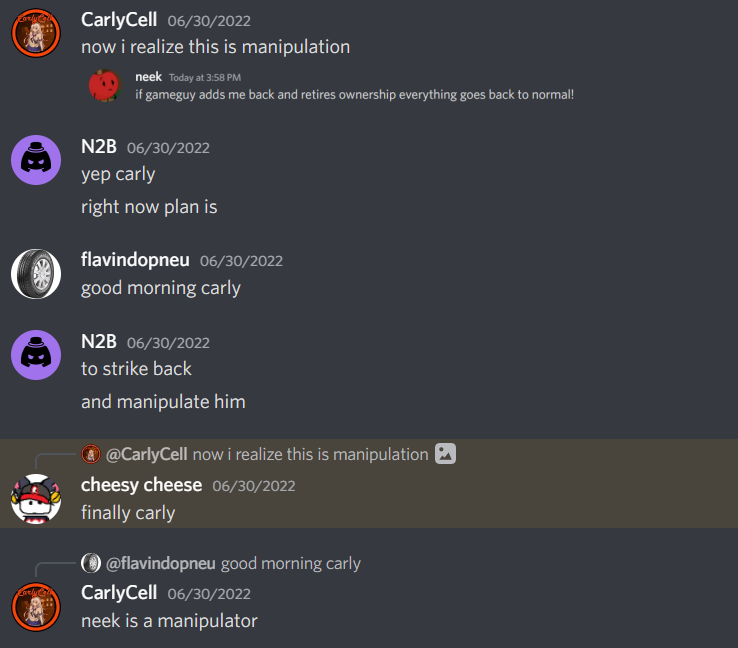 CarlyCell 06/30/2022
now i realize this is manipulation
neek Today at 3:58 PM
if gameguy adds me back and retires ownership everything goes back to normal!
N2B 06/30/2022
yep carly
right now plan is
flavindopneu 06/30/2022
good morning carly
N2B 06/30/2022
to strike back
and manipulate him
@CarlyCell now i realize this is manipulation
cheesy cheese 06/30/2022
finally carly
@flavindopneu good morning carly
CarlyCell 06/30/2022
neek is a manipulator